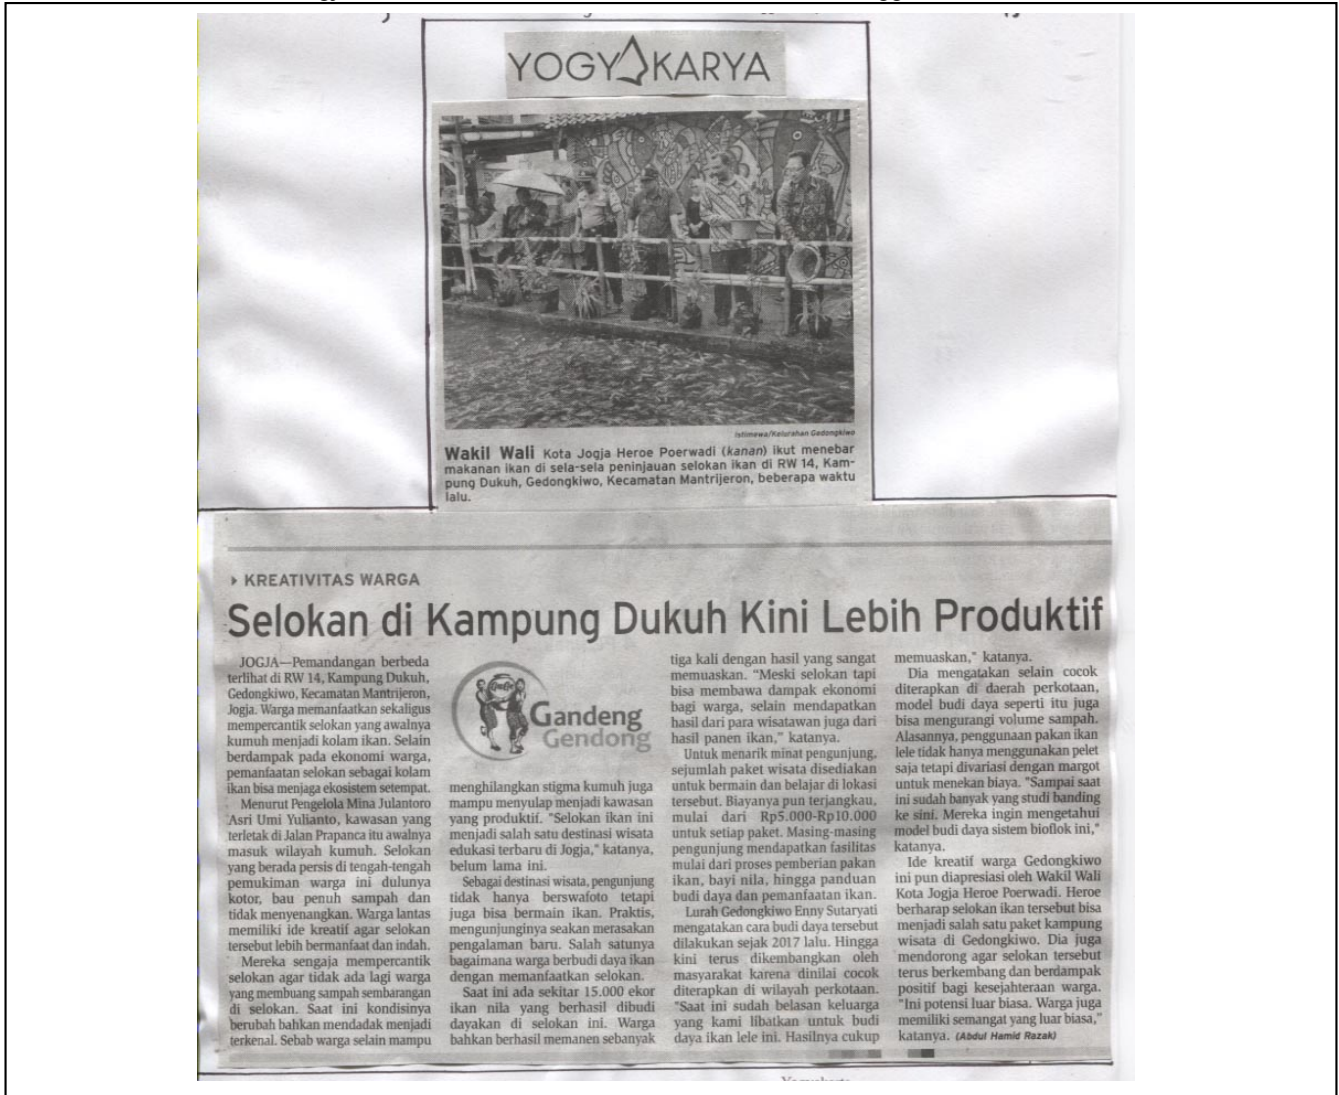 YOGYAKARYA
Istimewa/Kelurahan Gedongkiwo
Wakil Wali Kota Jogja Heroe Poerwadi (kanan) ikut menebar
makanan ikan di sela-sela peninjauan selokan ikan di RW 14, Kam-
pung Dukuh, Gedongkiwo, Kecamatan Mantrijeron, beberapa waktu
lalu.
KREATIVITAS WARGA
Selokan di Kampung Dukuh Kini Lebih Produktif
JOGJA—Pemandangan berbeda
terlihat di RW 14, Kampung Dukuh,
Gedongkiwo, Kecamatan Mantrijeron,
Jogja. Warga memanfaatkan sekaligus
mempercantik selokan yang awalnya
kumuh menjadi kolam ikan. Selain
berdampak pada ekonomi warga,
pemanfaatan selokan sebagai kolam
ikan bisa menjaga ekosistem setempat.
Menurut Pengelola Mina Julantoro
Asri Umi Yulianto, kawasan yang
terletak di Jalan Prapanca itu awalnya
masuk wilayah kumuh. Selokan
yang berada persis di tengah-tengah
pemukiman warga ini dulunya
kotor, bau penuh sampah dan
tidak menyenangkan. Warga lantas
memiliki ide kreatif agar selokan
tersebut lebih bermanfaat dan indah.
Mereka sengaja mempercantik
selokan agar tidak ada lagi warga
yang membuang sampah sembarangan
di selokan. Saat ini kondisinya
berubah bahkan mendadak menjadi
terkenal. Sebab warga selain mampu
Gandeng
Gendong
menghilangkan stigma kumuh juga
mampu menyulap menjadi kawasan
yang produktif. "Selokan ikan ini
menjadi salah satu destinasi wisata
edukasi terbaru di Jogja," katanya,
belum lama ini.
Sebagai destinasi wisata, pengunjung
tidak hanya berswafoto tetapi
juga bisa bermain ikan. Praktis,
mengunjunginya seakan merasakan
pengalaman baru. Salah satunya
bagaimana warga berbudi daya ikan
dengan memanfaatkan selokan.
Saat ini ada sekitar 15.000 ekor
ikan nila yang berhasil dibudi
dayakan di selokan ini. Warga
bahkan berhasil memanen sebanyak
tiga kali dengan hasil yang sangat
memuaskan. "Meski selokan tapi
bisa membawa dampak ekonomi
bagi warga, selain mendapatkan
hasil dari para wisatawan juga dari
hasil panen ikan," katanya.
Untuk menarik minat pengunjung,
sejumlah paket wisata disediakan
untuk bermain dan belajar di lokasi
tersebut. Biayanya pun terjangkau,
mulai dari Rp5.000-Rp10.000
untuk setiap paket. Masing-masing
pengunjung mendapatkan fasilitas
mulai dari proses pemberian pakan
ikan, bayi nila, hingga panduan
budi daya dan pemanfaatan ikan.
Lurah Gedongkiwo Enny Sutaryati
mengatakan cara budi daya tersebut
dilakukan sejak 2017 lalu. Hingga
kini terus dikembangkan oleh
masyarakat karena dinilai cocok
diterapkan di wilayah perkotaan.
"Saat ini sudah belasan keluarga
yang kami libatkan untuk budi
daya ikan lele ini. Hasilnya cukup
memuaskan," katanya.
Dia mengatakan selain cocok
diterapkan di daerah perkotaan,
model budi daya seperti itu juga
bisa mengurangi volume sampah.
Alasannya, penggunaan pakan ikan
lele tidak hanya menggunakan pelet
saja tetapi divariasi dengan margot
untuk menekan biaya. "Sampai saat
ini sudah banyak yang studi banding
ke sini. Mereka ingin mengetahui
model budi daya sistem bioflok ini,"
katanya.
Ide kreatif warga Gedongkiwo
ini pun diapresiasi oleh Wakil Wali
Kota Jogja Heroe Poerwadi. Heroe
berharap selokan ikan tersebut bisa
menjadi salah satu paket kampung
wisata di Gedongkiwo. Dia juga
mendorong agar selokan tersebut
terus berkembang dan berdampak
positif bagi kesejahteraan warga.
"Ini potensi luar biasa. Warga juga
memiliki semangat yang luar biasa,"
katanya. (Abdul Hamid Razak)